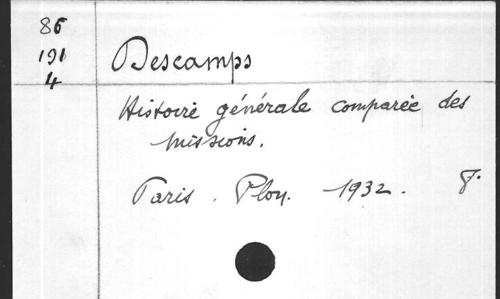 86
191
4
Descamps
Histoire générale comparée des
missions.
Paris. Plon. 1932. 8°